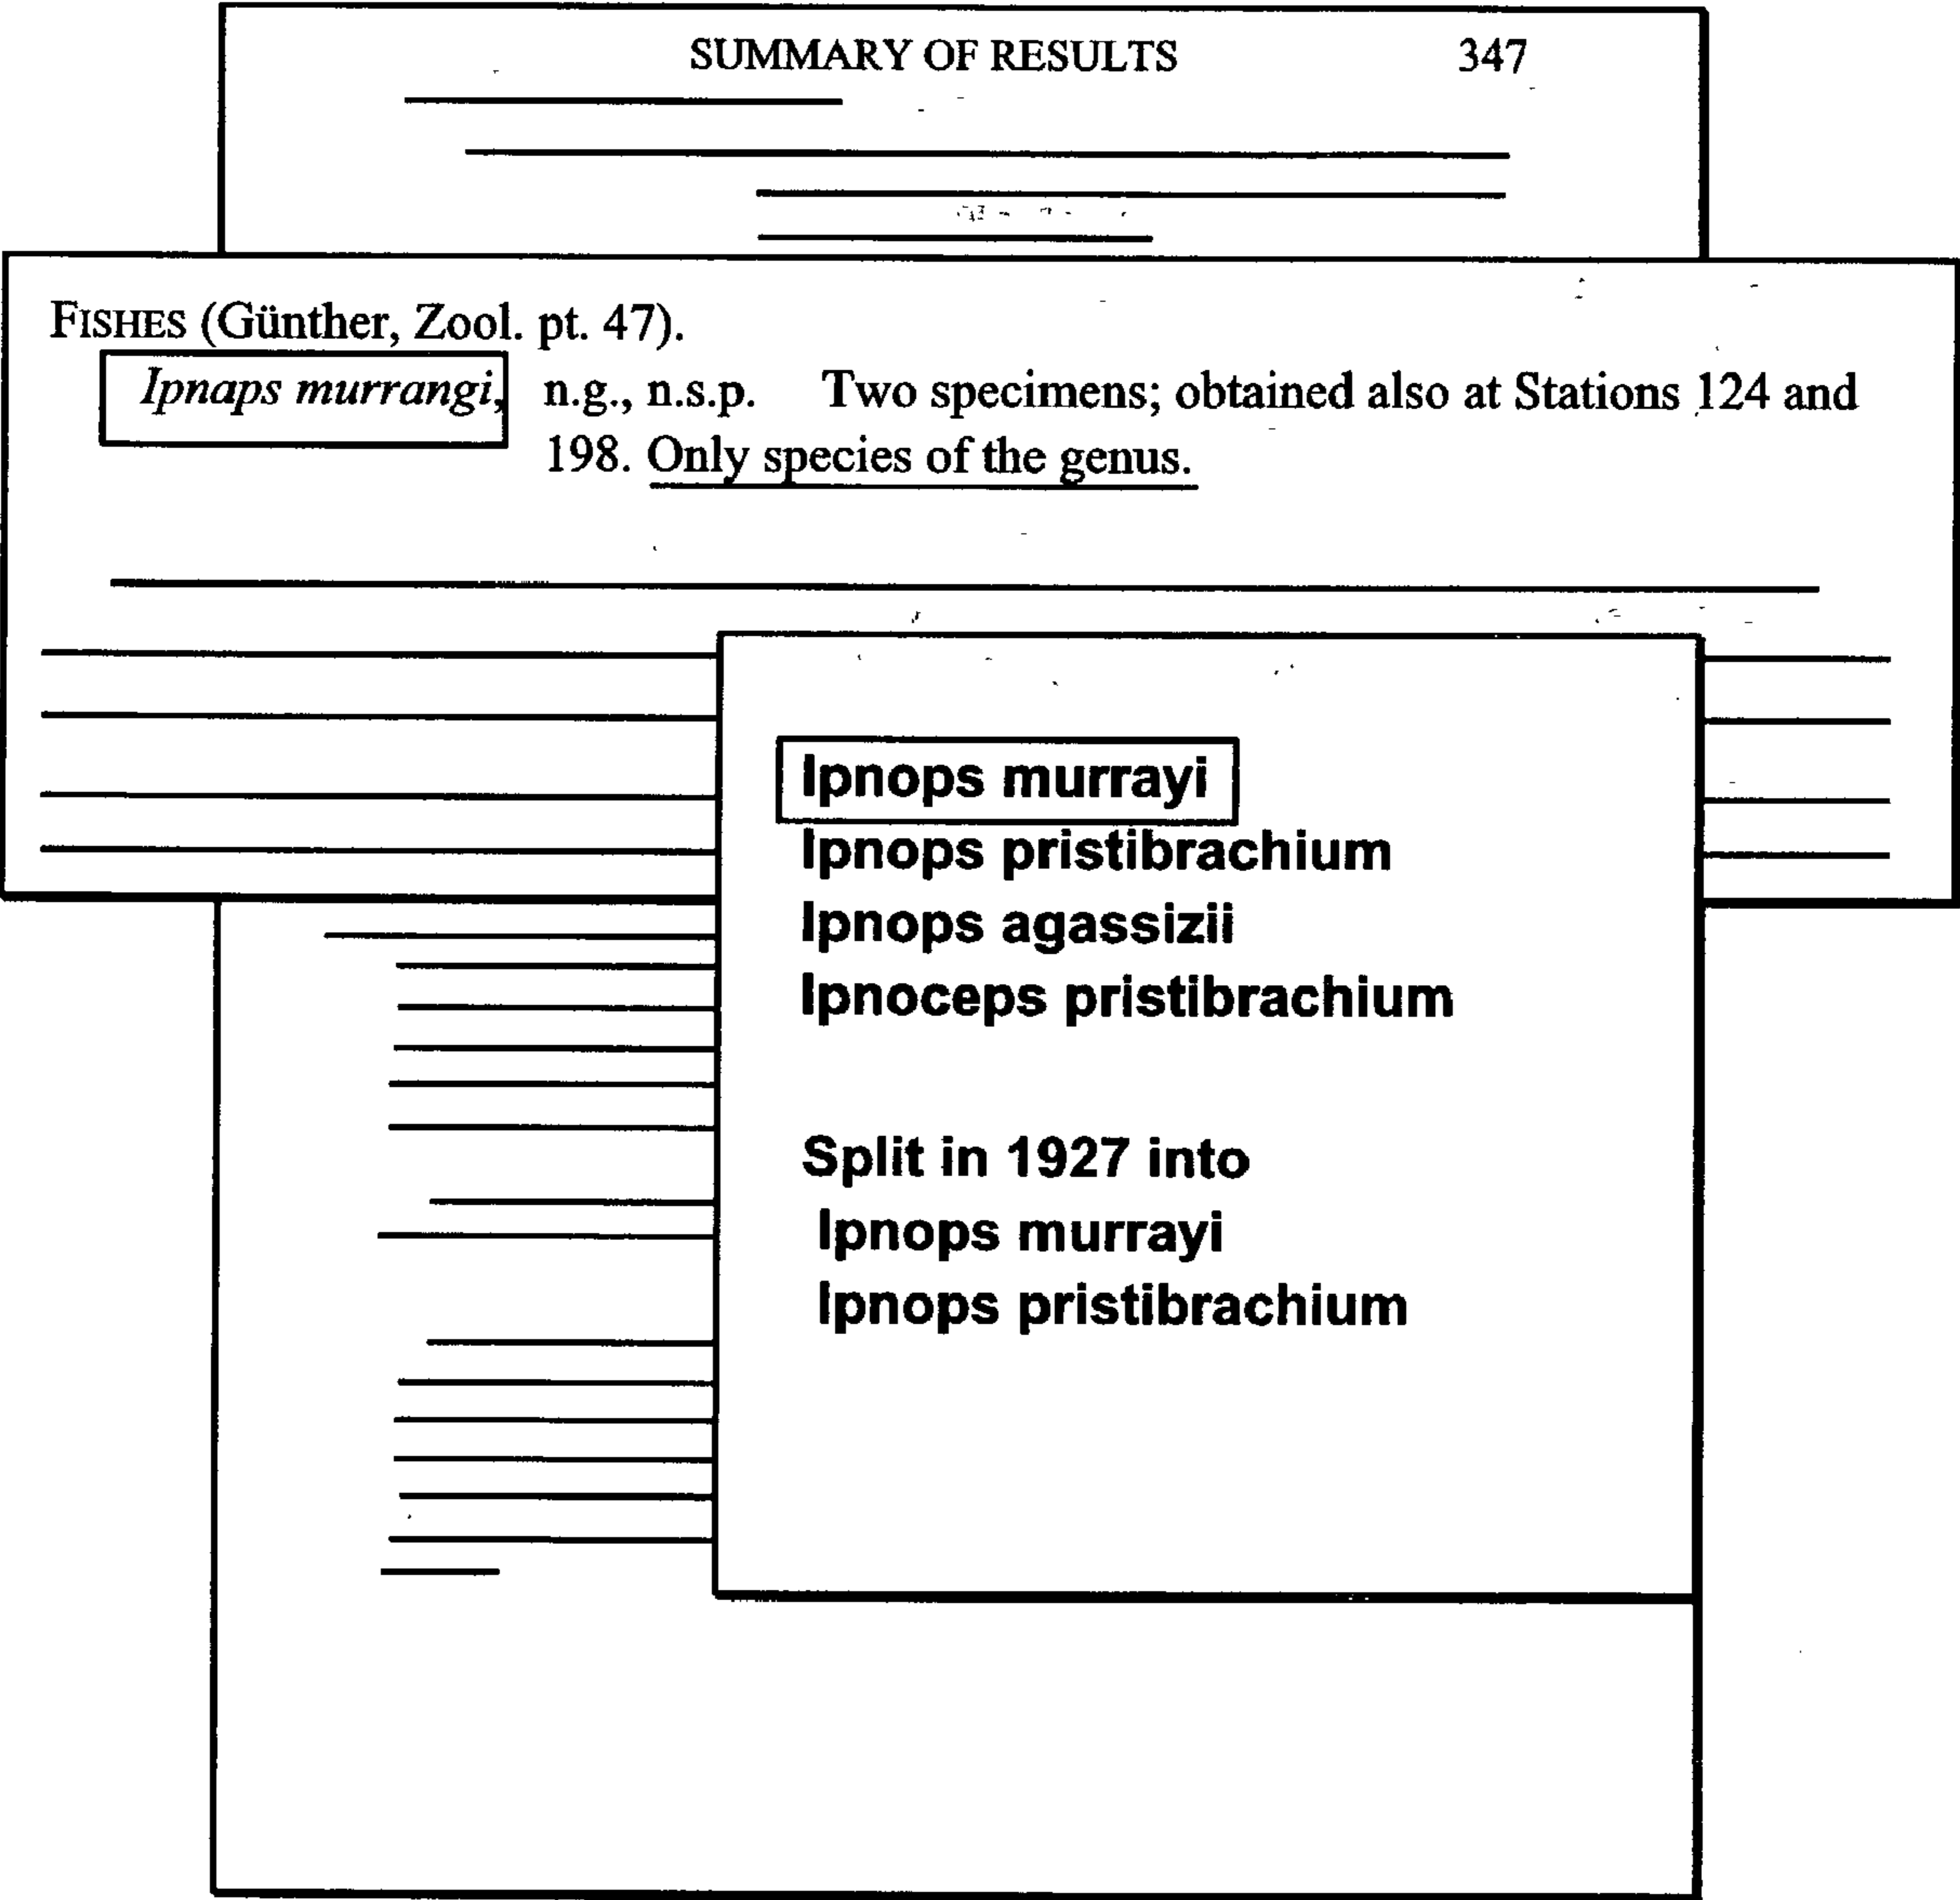 SUMMARY OF RESULTS 347
FISHES (Günther, Zool. pt. 47).
Ipnaps murrangi, n.g., n.s.p. Two specimens; obtained also at Stations 124 and
198. Only species of the genus.
Ipnops murrayi
Ipnops pristibrachium
Ipnops agassizii
Ipnoceps pristibrachium
Split in 1927 into
Ipnops murrayi
Ipnops pristibrachium